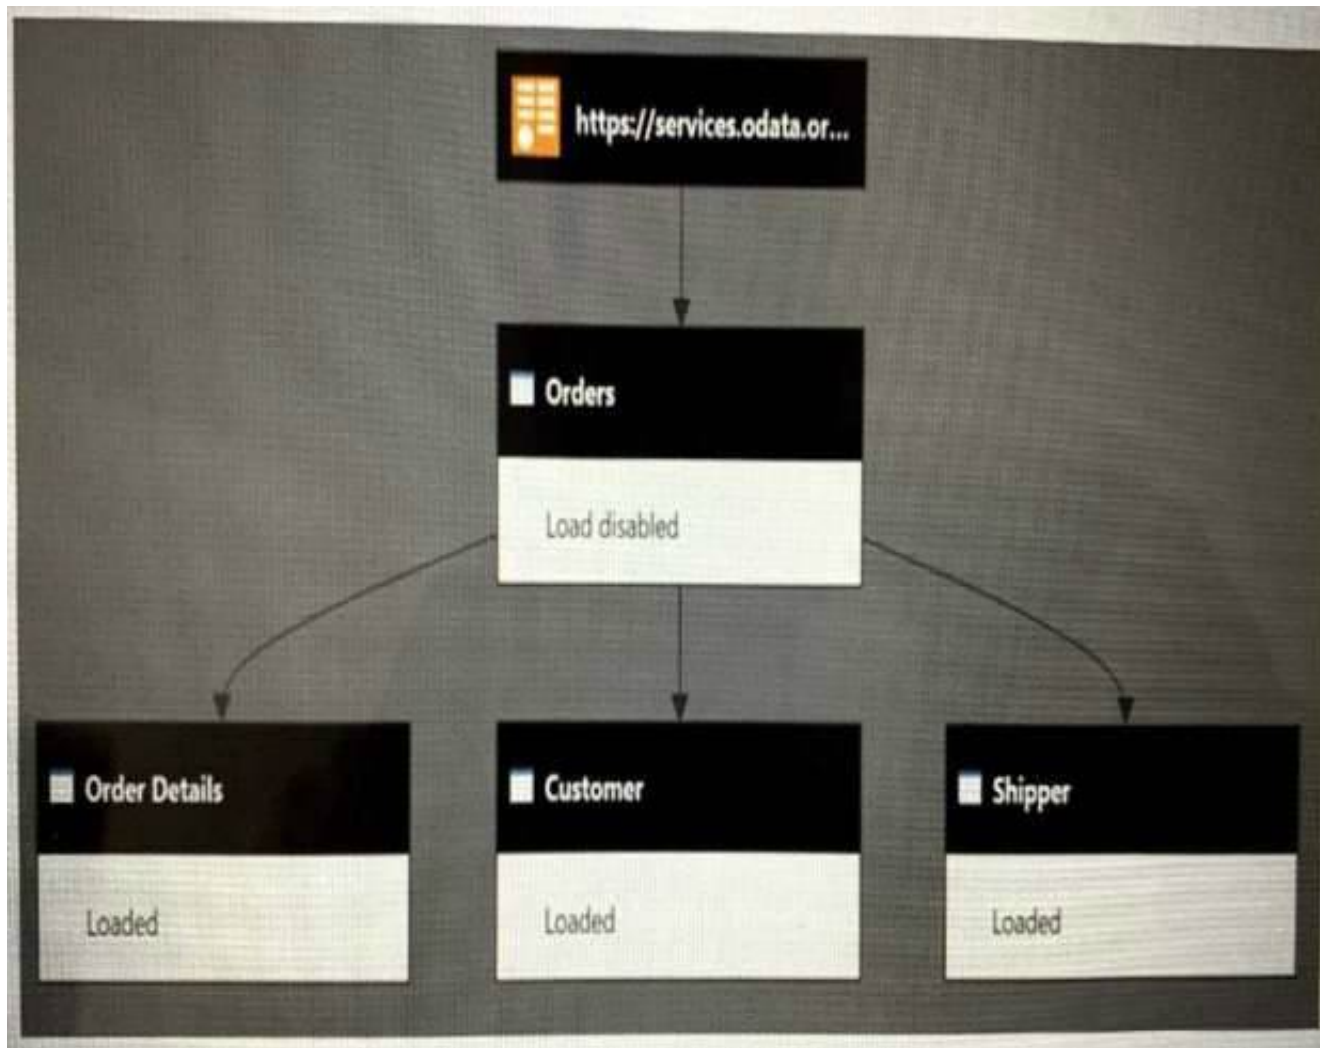 https://services.odata.or...
Orders
Load disabled
Order Details
Customer
Shipper
Loaded
Loaded
Loaded